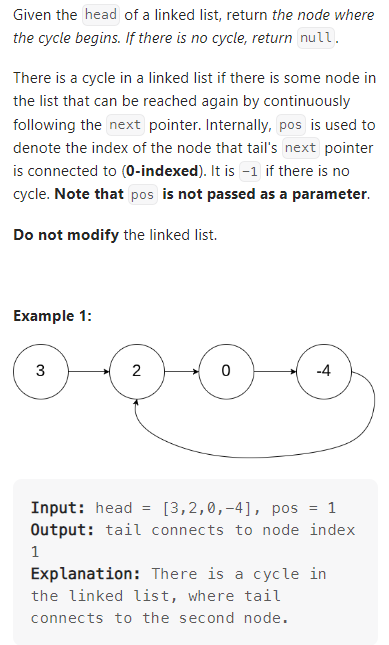 Given the head of a linked list, return the node where
the cycle begins. If there is no cycle, return null.
There is a cycle in a linked list if there is some node in
the list that can be reached again by continuously
following the next pointer. Internally, pos is used to
denote the index of the node that tail's next pointer
is connected to (0-indexed). It is -1 if there is no
cycle. Note that pos is not passed as a parameter.
Do not modify the linked list.
Example 1:
3 2 0 -4
Input: head = [3,2,0,-4], pos = 1
Output: tail connects to node index
1
Explanation: There is a cycle in
the linked list, where tail
connects to the second node.